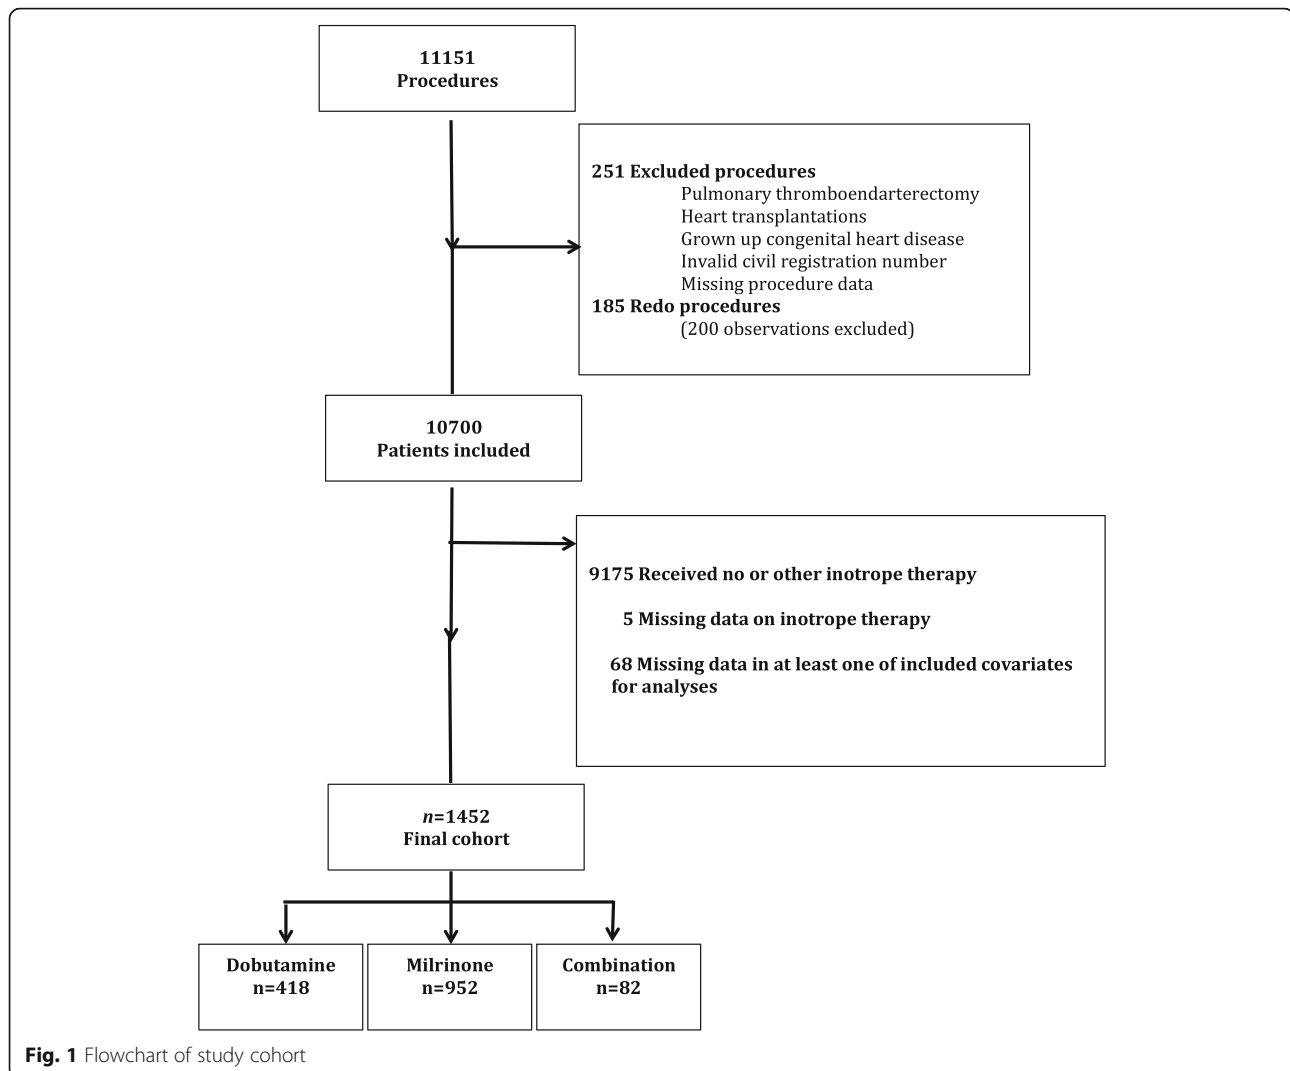 11151
Procedures
251 Excluded procedures
Pulmonary thromboendarterectomy
Heart transplantations
Grown up congenital heart disease
Invalid civil registration number
Missing procedure data
185 Redo procedures
(200 observations excluded)
10700
Patients included
9175 Received no or other inotrope therapy
5 Missing data on inotrope therapy
68 Missing data in at least one of included covariates
for analyses
n=1452
Final cohort
Dobutamine
n=418
Milrinone
n=952
Combination
n=82
Fig. 1 Flowchart of study cohort